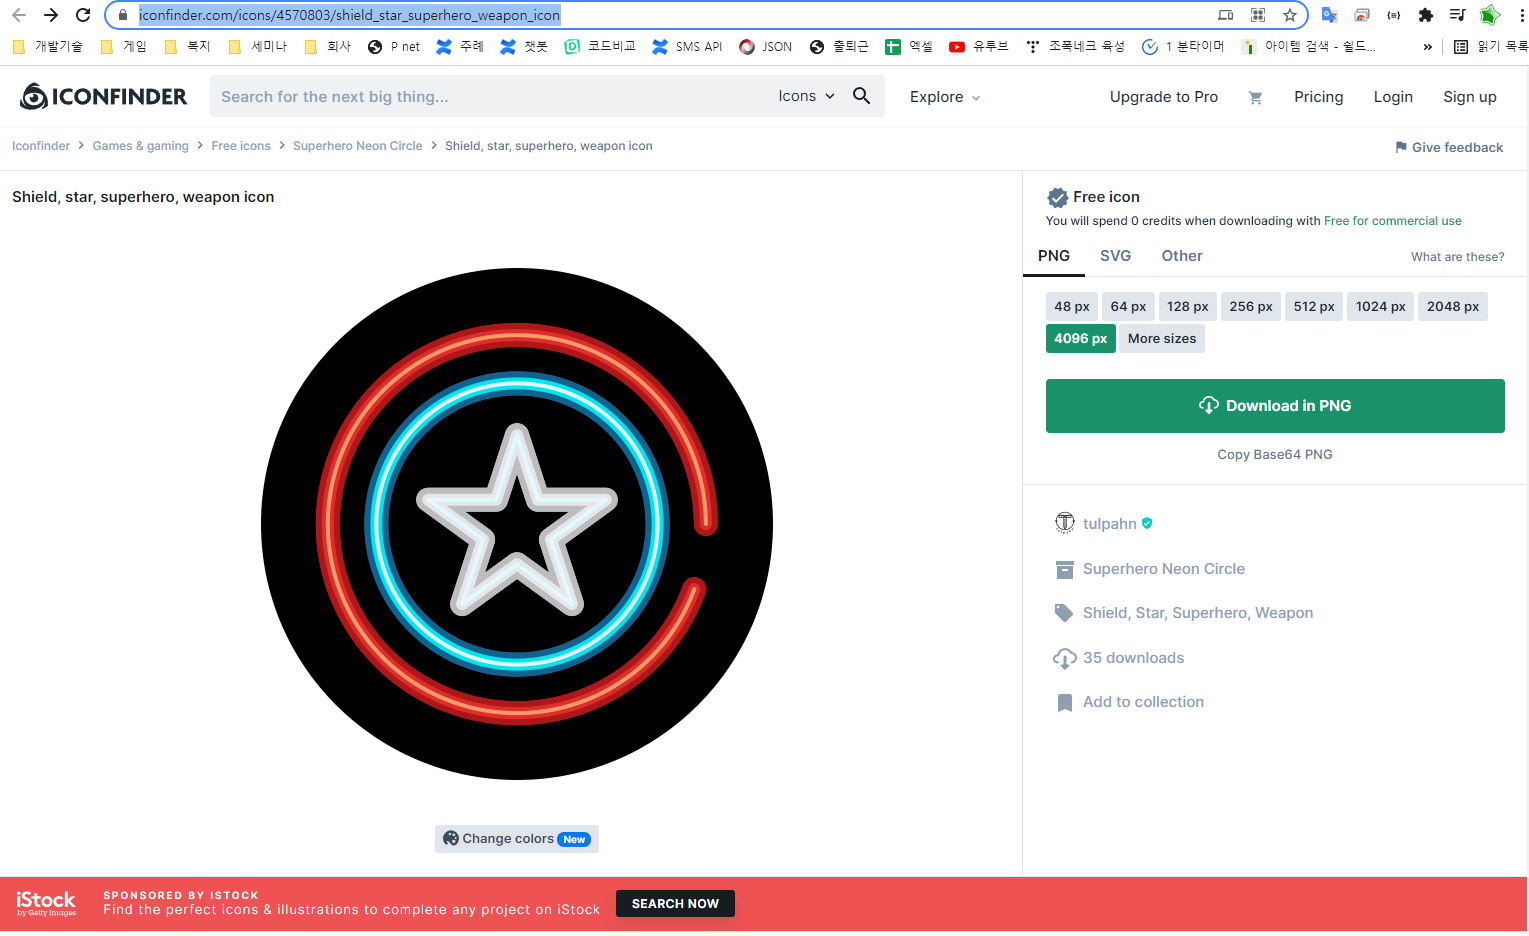 iconfinder.com/icons/4570803/shield_star_superhero_weapon_icon
개발기술 게임 복지 세미나 회사 P net 주례 챗봇 코드비교 SMS API JSON 출퇴근 엑셀 유투브 조폭네크 육성 1 분타이머 아이템 검색 - 쉴드... » 읽기 목록
ICONFINDER Search for the next big thing... Icons Explore Upgrade to Pro Pricing Login Sign up
Iconfinder > Games & gaming > Free icons > Superhero Neon Circle > Shield, star, superhero, weapon icon Give feedback
Shield, star, superhero, weapon icon
Free icon
You will spend 0 credits when downloading with Free for commercial use
PNG SVG Other What are these?
48 px 64 px 128 px 256 px 512 px 1024 px 2048 px
4096 px More sizes
Download in PNG
Copy Base64 PNG
tulpahn
Superhero Neon Circle
Shield, Star, Superhero, Weapon
35 downloads
Add to collection
Change colors New
iStock
by Getty Images
SPONSORED BY ISTOCK
Find the perfect icons & illustrations to complete any project on iStock
SEARCH NOW